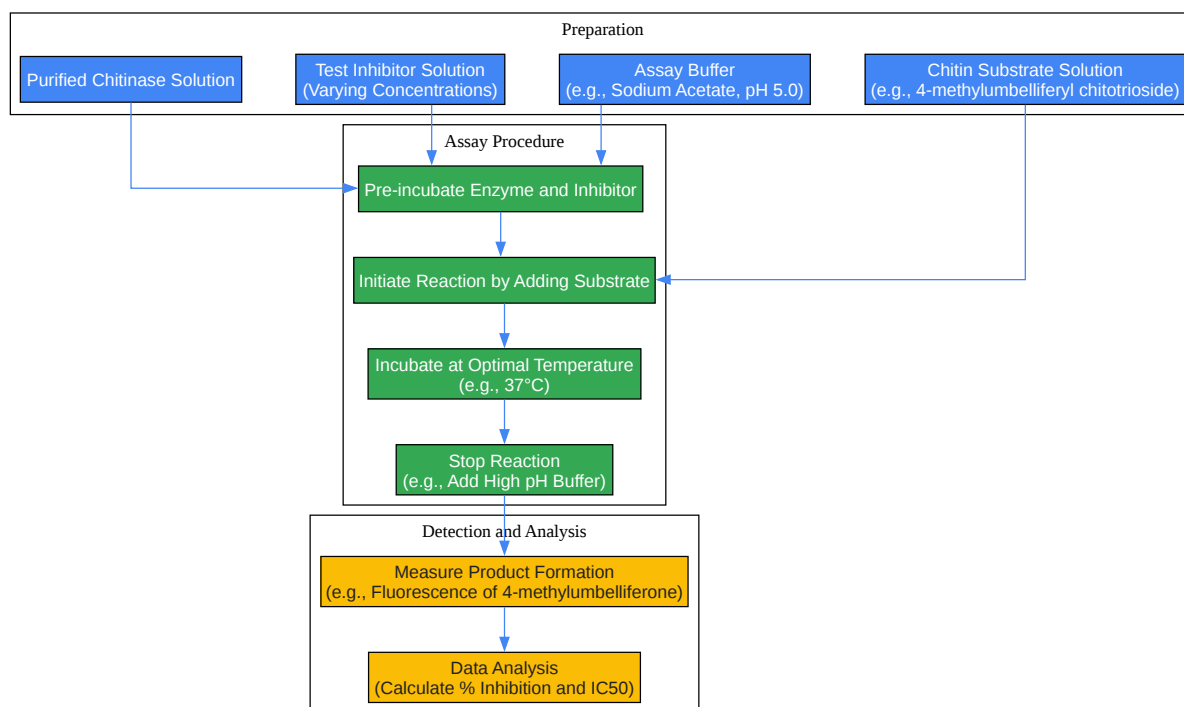 Preparation
Purified Chitinase Solution
Test Inhibitor Solution
(Varying Concentrations)
Assay Buffer
(e.g., Sodium Acetate, pH 5.0)
Chitin Substrate Solution
(e.g., 4-methylumbelliferyl chitotrioside)
Assay Procedure
Pre-incubate Enzyme and Inhibitor
Initiate Reaction by Adding Substrate
Incubate at Optimal Temperature
(e.g., 37°C)
Stop Reaction
(e.g., Add High pH Buffer)
Detection and Analysis
Measure Product Formation
(e.g., Fluorescence of 4-methylumbelliferone)
Data Analysis
(Calculate % Inhibition and IC50)